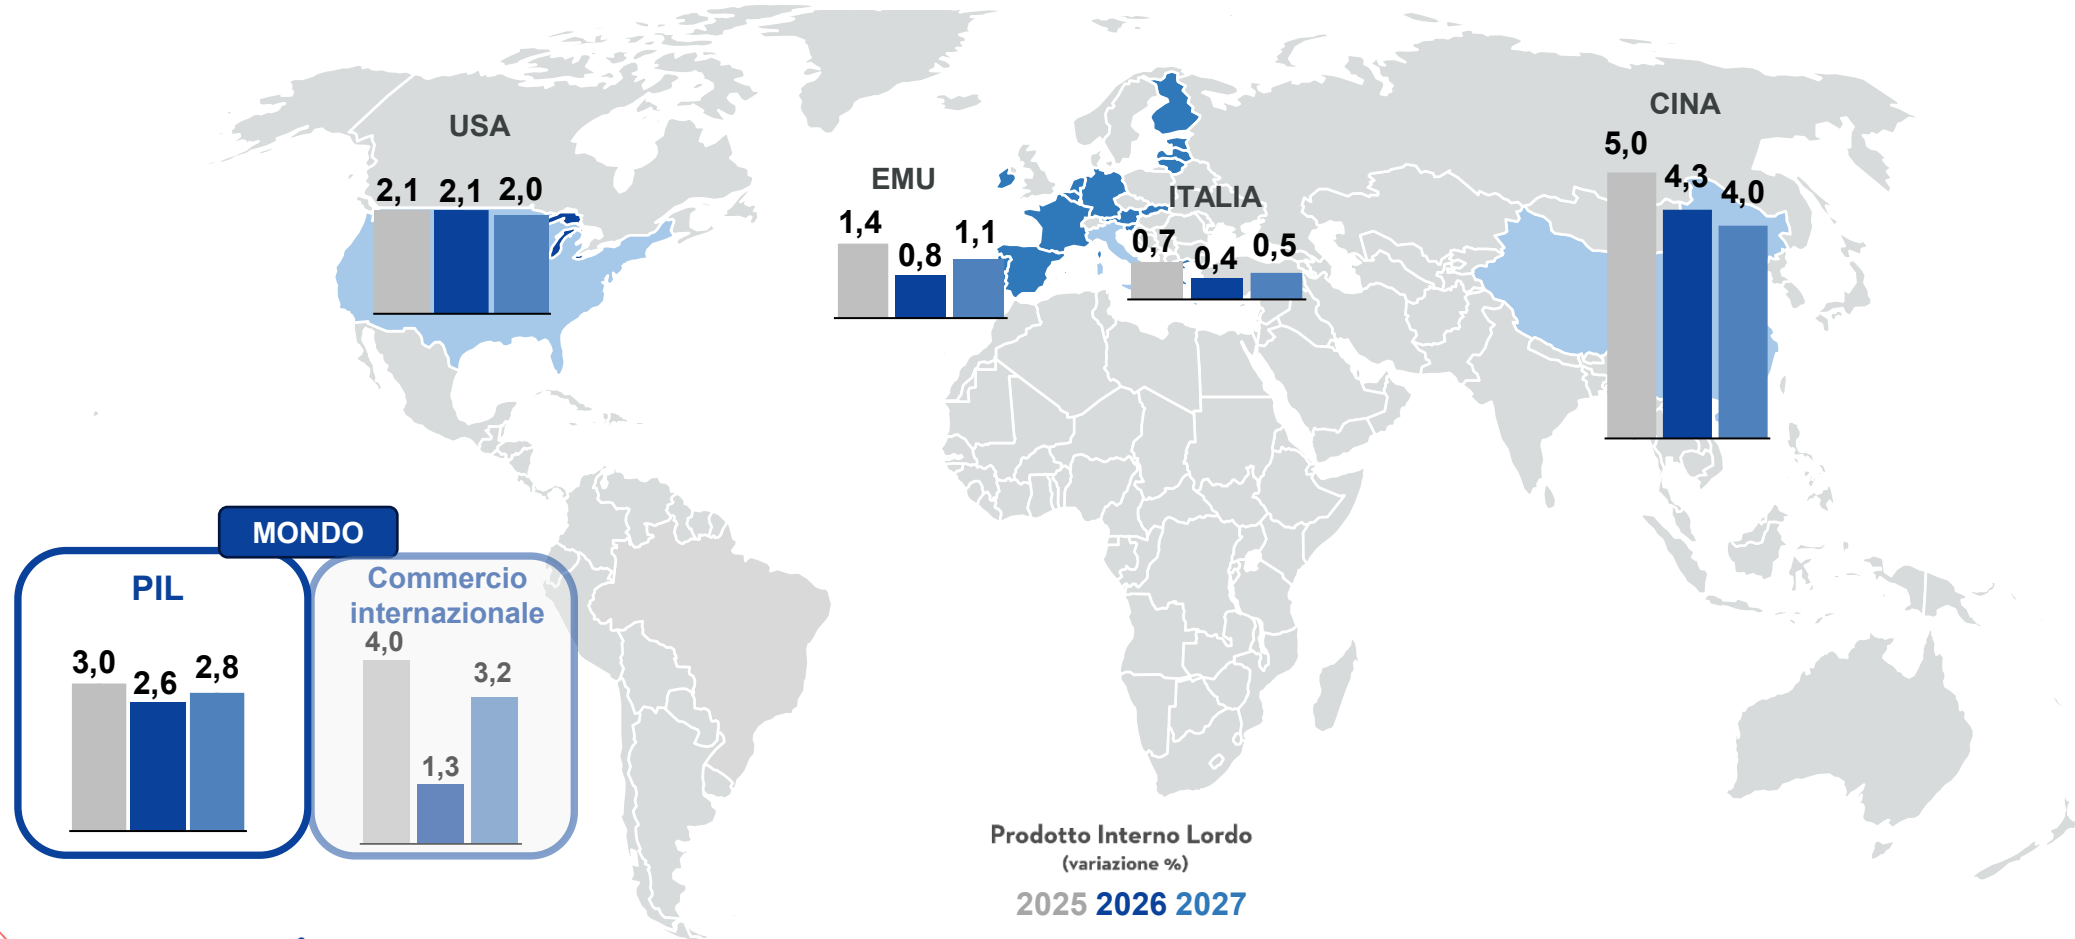 USA
2,1 2,1 2,0
EMU
1,4 0,8 1,1
ITALIA
0,7 0,4 0,5
CINA
5,0 4,3 4,0
MONDO
PIL
3,0 2,6 2,8
Commercio
internazionale
4,0 1,3 3,2
Prodotto Interno Lordo
(variazione %)
2025 2026 2027